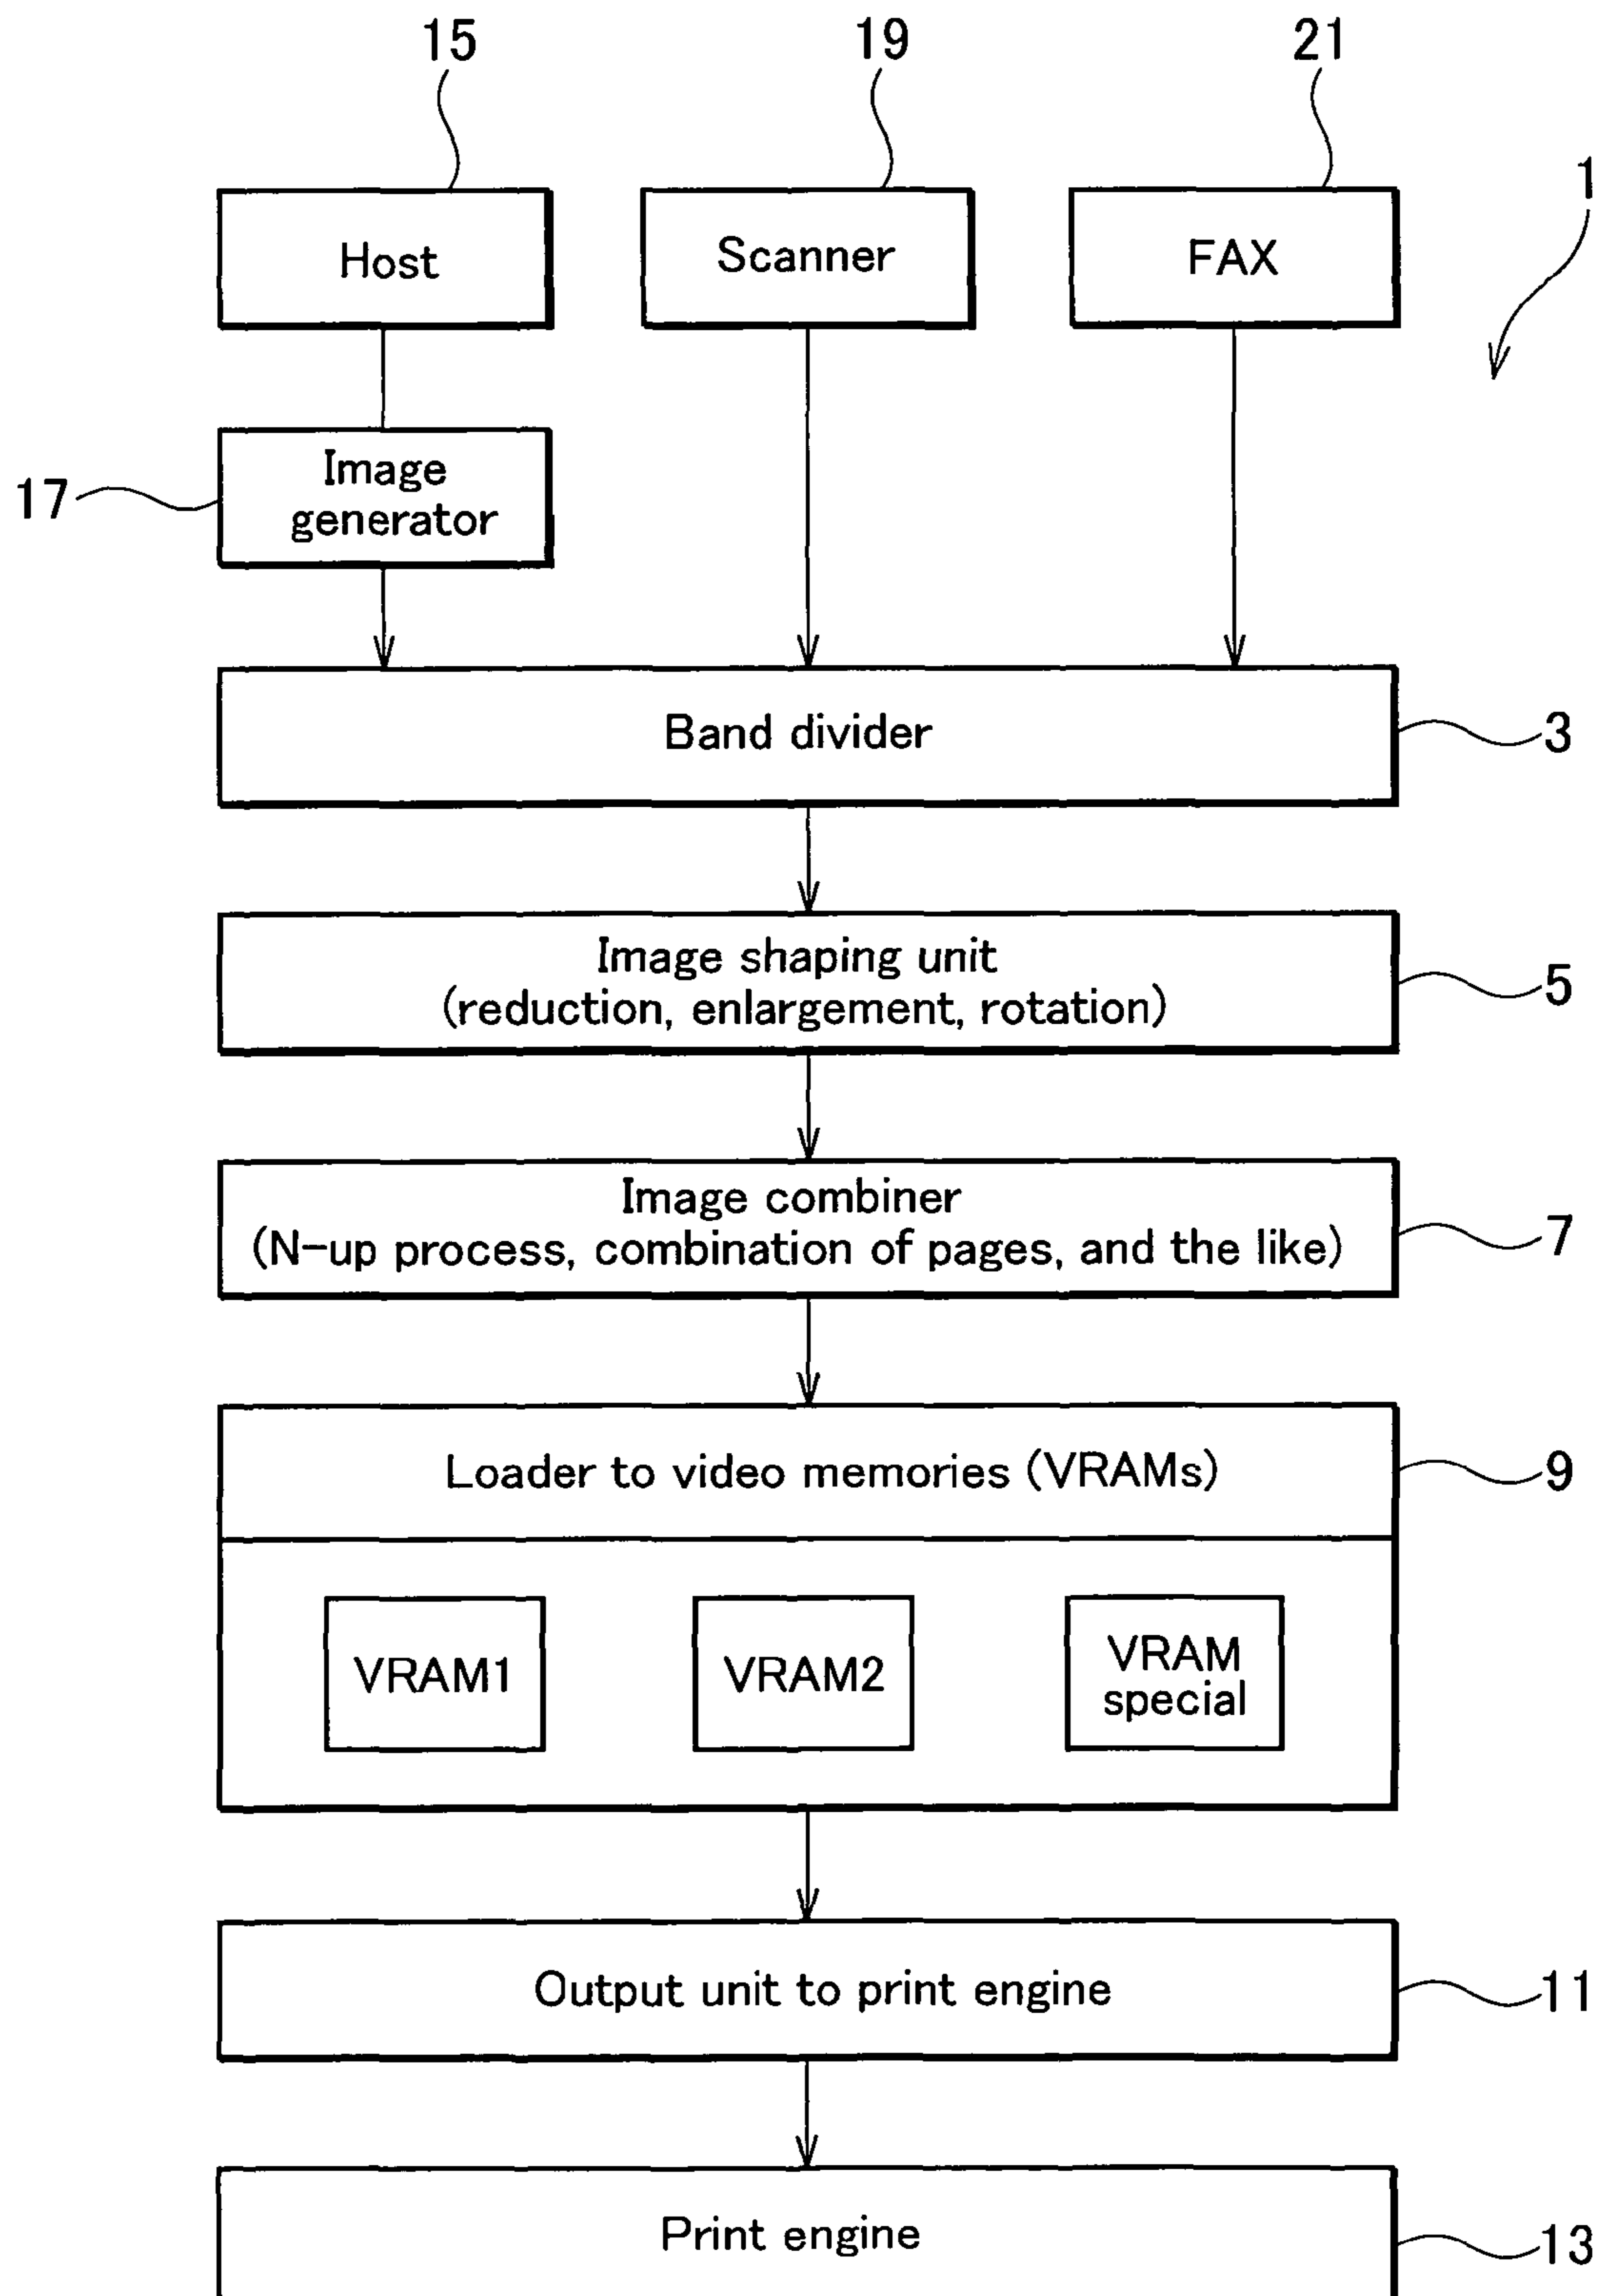 15
19
21
1
Host
Scanner
FAX
Image
generator
17
Band divider
3
Image shaping unit
(reduction, enlargement, rotation)
5
Image combiner
(N-up process, combination of pages, and the like)
7
Loader to video memories (VRAMs)
9
VRAM1
VRAM2
VRAM
special
Output unit to print engine
11
Print engine
13